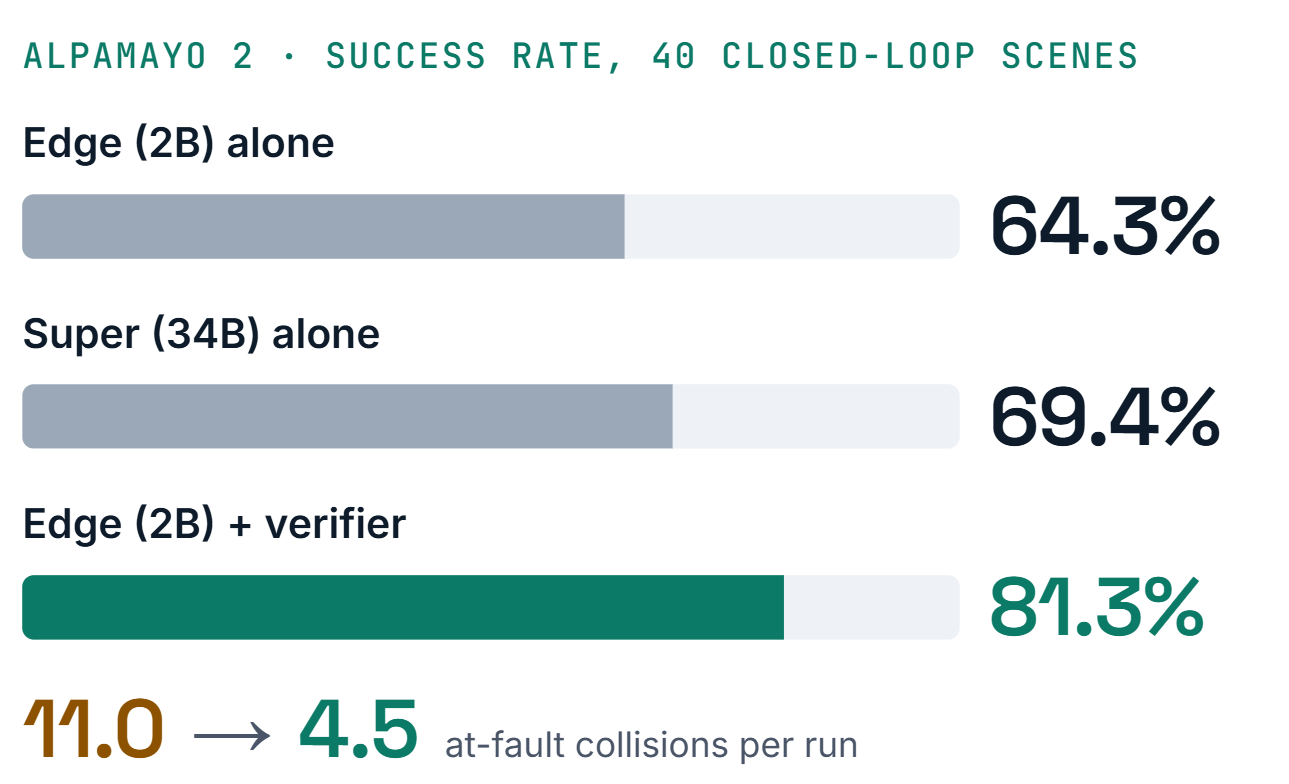 ALPAMAYO 2 · SUCCESS RATE, 40 CLOSED-LOOP SCENES
Edge (2B) alone
64.3%
Super (34B) alone
69.4%
Edge (2B) + verifier
81.3%
11.0 → 4.5 at-fault collisions per run